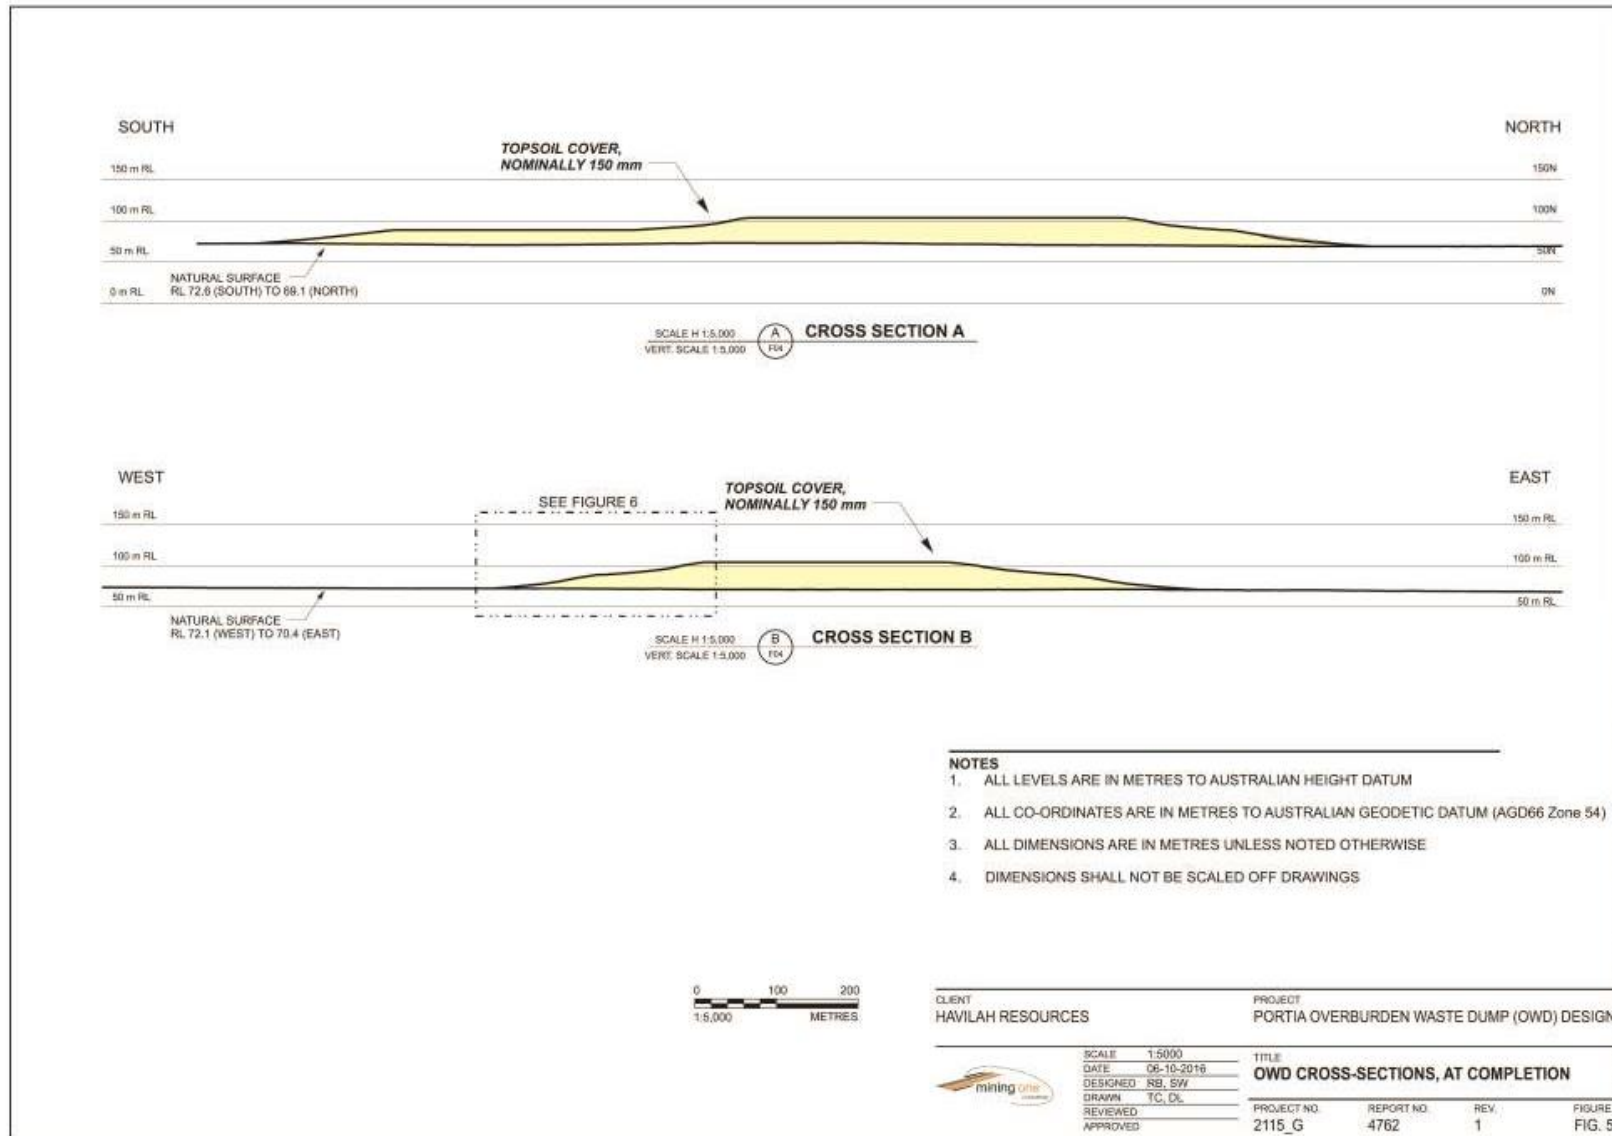 SOUTH
NORTH
TOPSOIL COVER,
NOMINALLY 150 mm
150 m RL
150N
100 m RL
100N
50 m RL
50N
NATURAL SURFACE
RL 72.6 (SOUTH) TO 69.1 (NORTH)
0 m RL
0N
SCALE H 1:5,000
VERT. SCALE 1:5,000
A
F04
CROSS SECTION A
WEST
EAST
SEE FIGURE 6
TOPSOIL COVER,
NOMINALLY 150 mm
150 m RL
150 m RL
100 m RL
100 m RL
50 m RL
50 m RL
NATURAL SURFACE
RL 72.1 (WEST) TO 70.4 (EAST)
SCALE H 1:5,000
VERT. SCALE 1:5,000
B
F04
CROSS SECTION B
NOTES
1. ALL LEVELS ARE IN METRES TO AUSTRALIAN HEIGHT DATUM
2. ALL CO-ORDINATES ARE IN METRES TO AUSTRALIAN GEODETIC DATUM (AGD66 Zone 54)
3. ALL DIMENSIONS ARE IN METRES UNLESS NOTED OTHERWISE
4. DIMENSIONS SHALL NOT BE SCALED OFF DRAWINGS
0 100 200
1:5,000 METRES
CLIENT
HAVILAH RESOURCES
PROJECT
PORTIA OVERBURDEN WASTE DUMP (OWD) DESIGN
mining one
SCALE 1:5000
DATE 06-10-2016
DESIGNED RB, SW
DRAWN TC, DL
REVIEWED
APPROVED
TITLE
OWD CROSS-SECTIONS, AT COMPLETION
PROJECT NO. REPORT NO. REV. FIGURE
2115_G 4762 1 FIG. 5